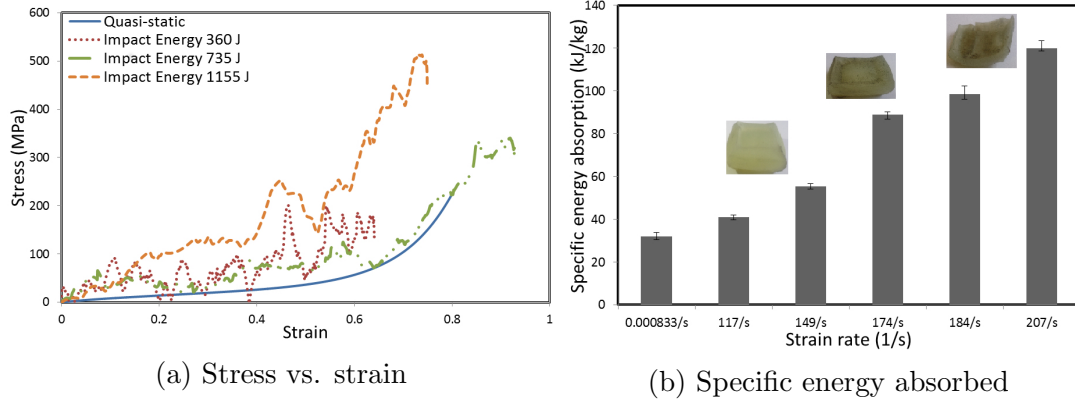 600
500
400
300
200
100
0
Stress (MPa)
Quasi-static
Impact Energy 360 J
Impact Energy 735 J
Impact Energy 1155 J
0 0.2 0.4 0.6 0.8 1
Strain
(a) Stress vs. strain
140
120
100
80
60
40
20
0
Specific energy absorption (kJ/kg)
0.000833/s 117/s 149/s 174/s 184/s 207/s
Strain rate (1/s)
(b) Specific energy absorbed